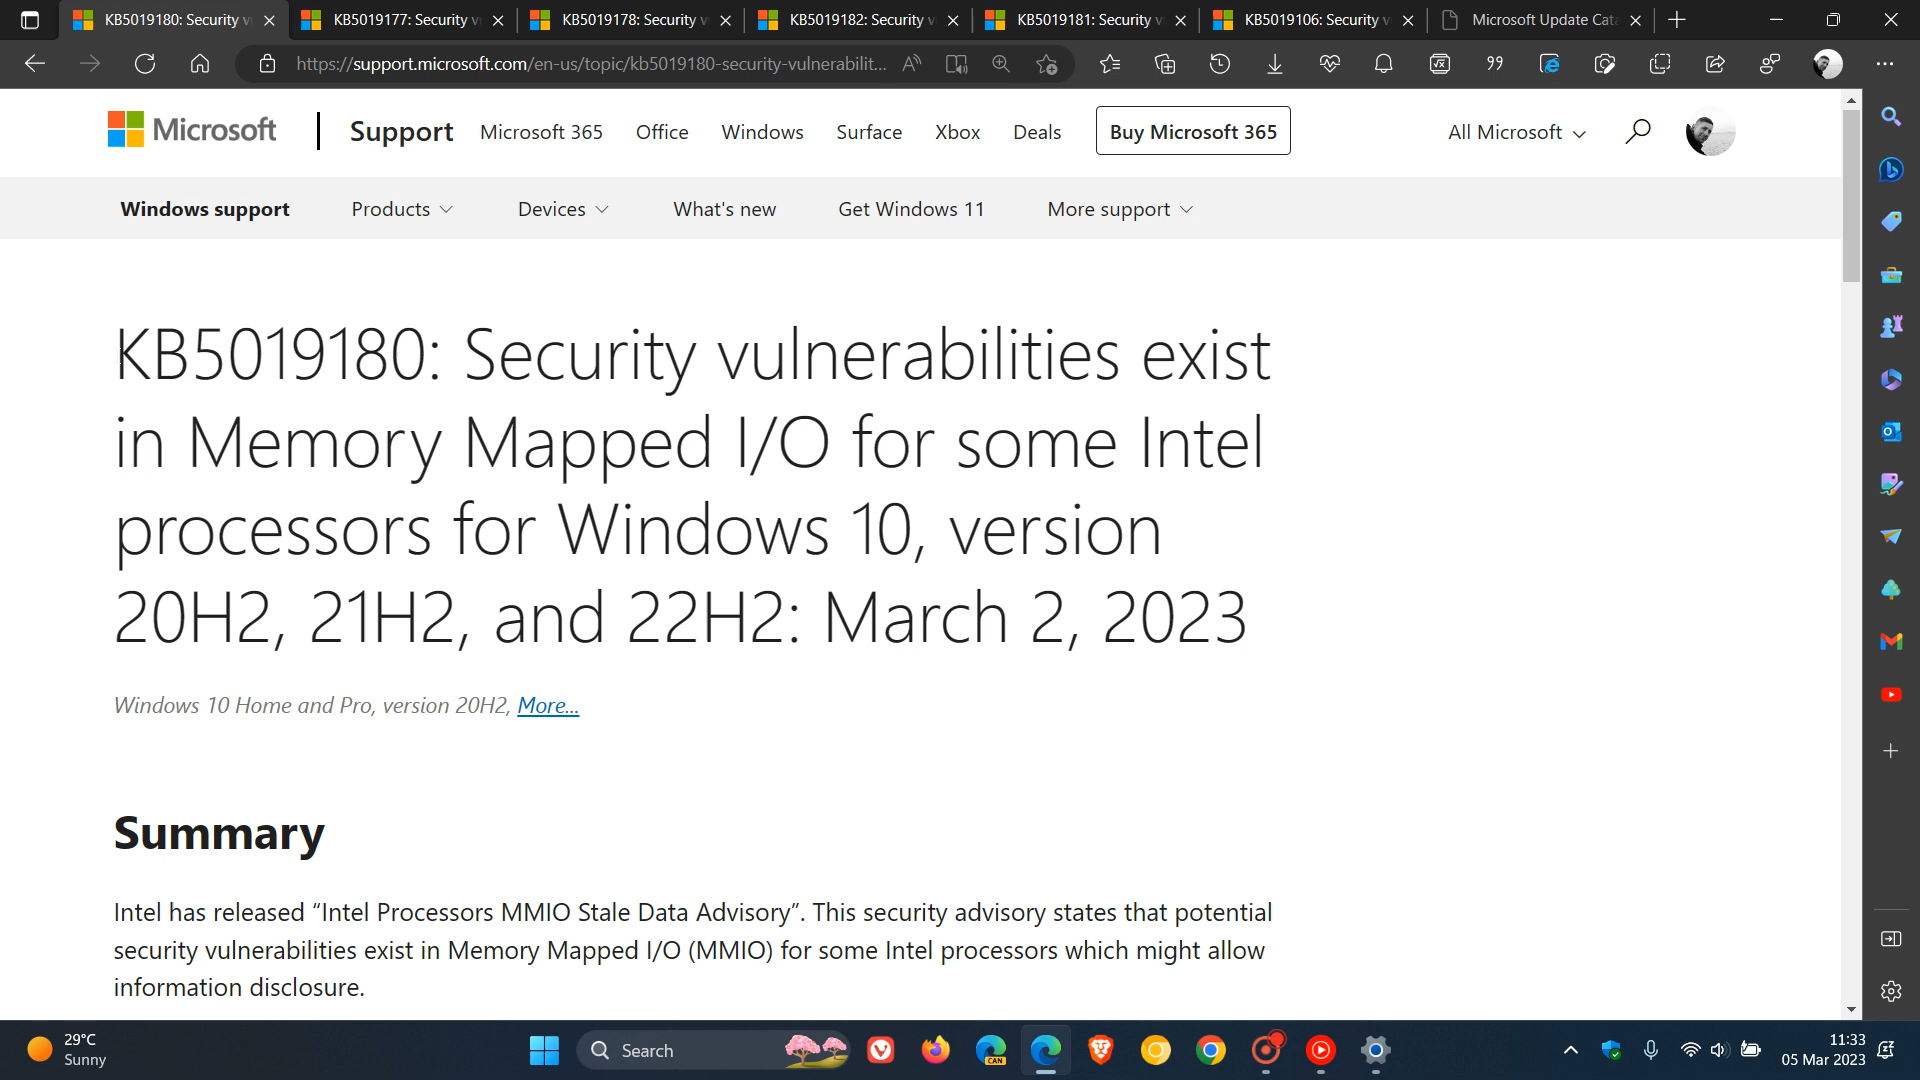 KB5019180: Security v
KB5019177: Security v
KB5019178: Security v
KB5019182: Security v
KB5019181: Security v
KB5019106: Security v
Microsoft Update Cat
https://support.microsoft.com/en-us/topic/kb5019180-security-vulnerabilit...
Microsoft
Support
Microsoft 365
Office
Windows
Surface
Xbox
Deals
Buy Microsoft 365
All Microsoft
Windows support
Products
Devices
What's new
Get Windows 11
More support
KB5019180: Security vulnerabilities exist
in Memory Mapped I/O for some Intel
processors for Windows 10, version
20H2, 21H2, and 22H2: March 2, 2023
Windows 10 Home and Pro, version 20H2, More...
Summary
Intel has released “Intel Processors MMIO Stale Data Advisory”. This security advisory states that potential
security vulnerabilities exist in Memory Mapped I/O (MMIO) for some Intel processors which might allow
information disclosure.
29°C
Sunny
Search
CAN
11:33
05 Mar 2023